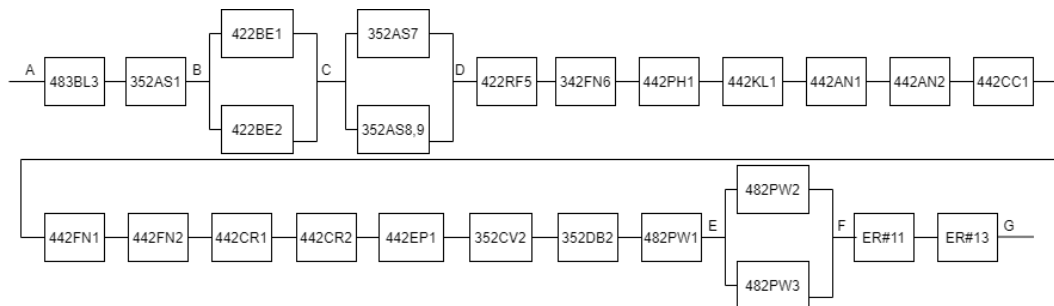 422BE1
352AS7
A
483BL3
352AS1
B
C
D
422RF5
342FN6
442PH1
442KL1
442AN1
442AN2
442CC1
422BE2
352AS8,9
442FN1
442FN2
442CR1
442CR2
442EP1
352CV2
352DB2
482PW1
E
482PW2
F
ER#11
ER#13
G
482PW3